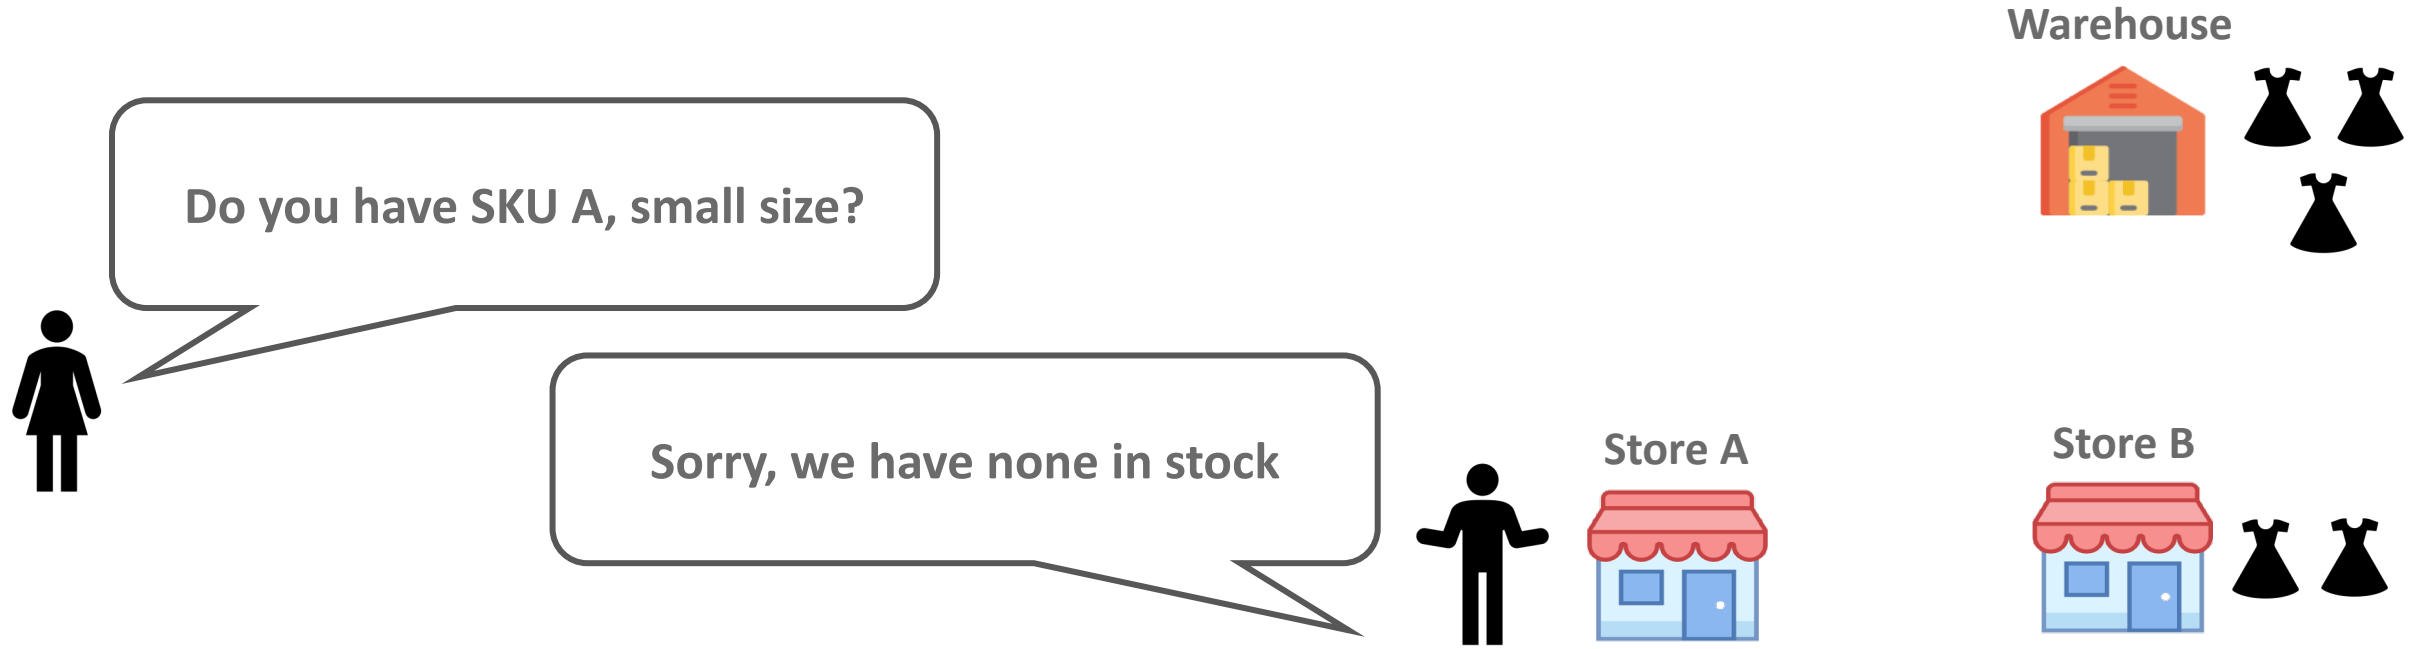 Warehouse
Do you have SKU A, small size?
Sorry, we have none in stock
Store A
Store B